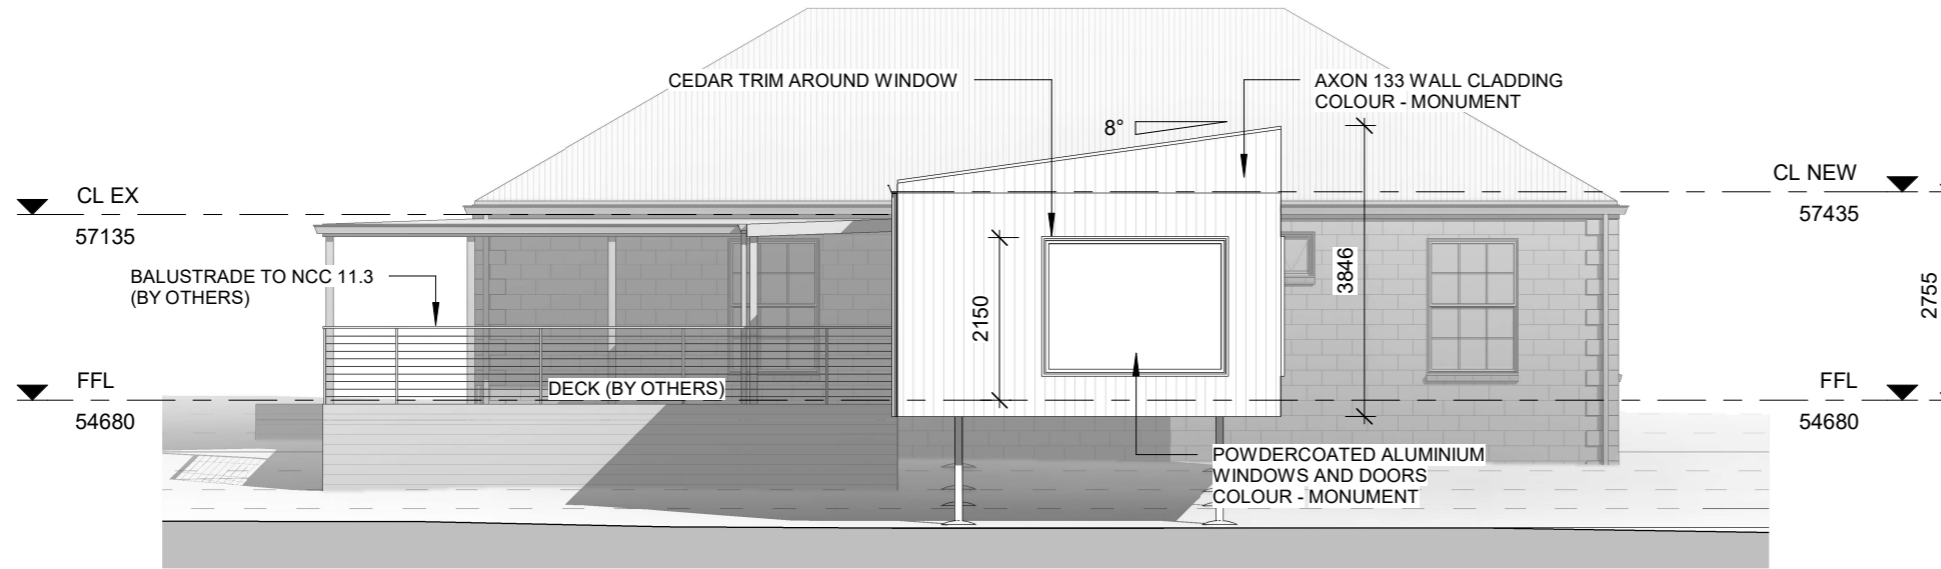 CEDAR TRIM AROUND WINDOW
AXON 133 WALL CLADDING
COLOUR - MONUMENT
8°
CL EX
57135
CL NEW
57435
BALUSTRADE TO NCC 11.3
(BY OTHERS)
2150
3846
2755
FFL
54680
DECK (BY OTHERS)
FFL
54680
POWDERCOATED ALUMINIUM
WINDOWS AND DOORS
COLOUR - MONUMENT